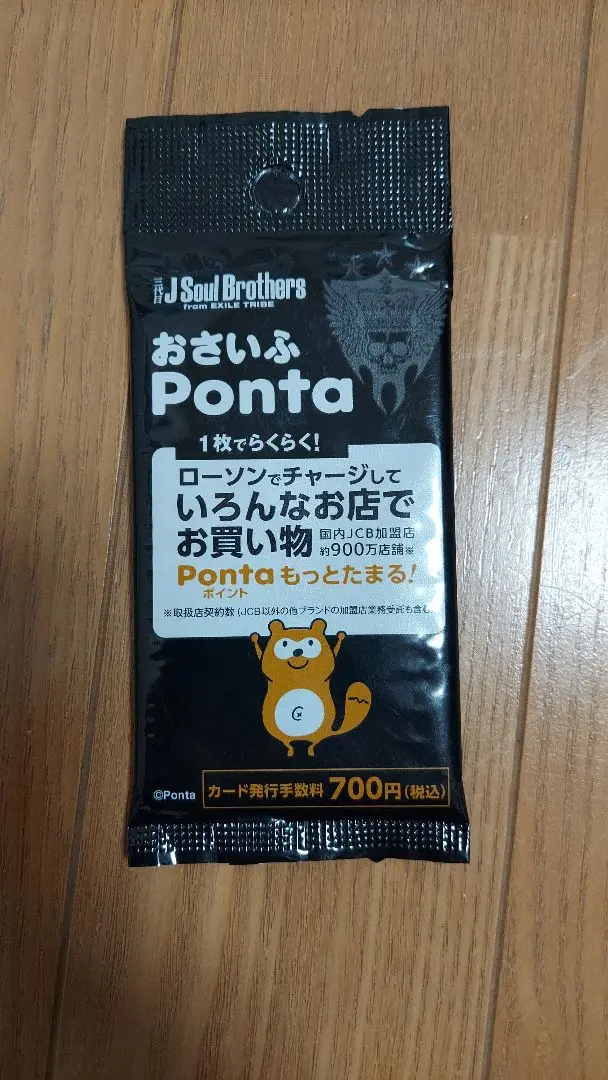 三代目 J Soul Brothers
from EXILE TRIBE
おさいふ
Ponta
1枚でらくらく!
ローソンでチャージして
いろんなお店で
お買い物 国内JCB加盟店
約900万店舗※
Pontaもっとたまる!
ポイント
※取扱店契約数(JCB以外の他ブランドの加盟店業務受託も含む)
©Ponta カード発行手数料 700円(税込)